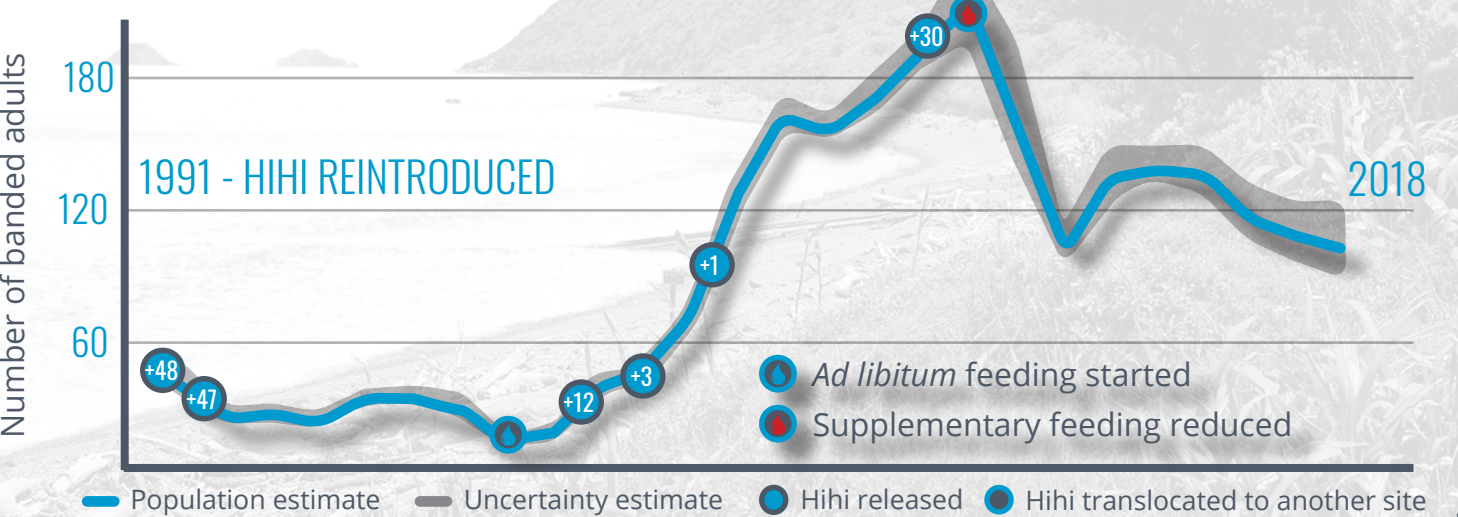 Number of banded adults
180
120
60
1991 - HIHI REINTRODUCED
2018
+48
+47
+12
+3
+1
+30
Ad libitum feeding started
Supplementary feeding reduced
Population estimate
Uncertainty estimate
Hihi released
Hihi translocated to another site